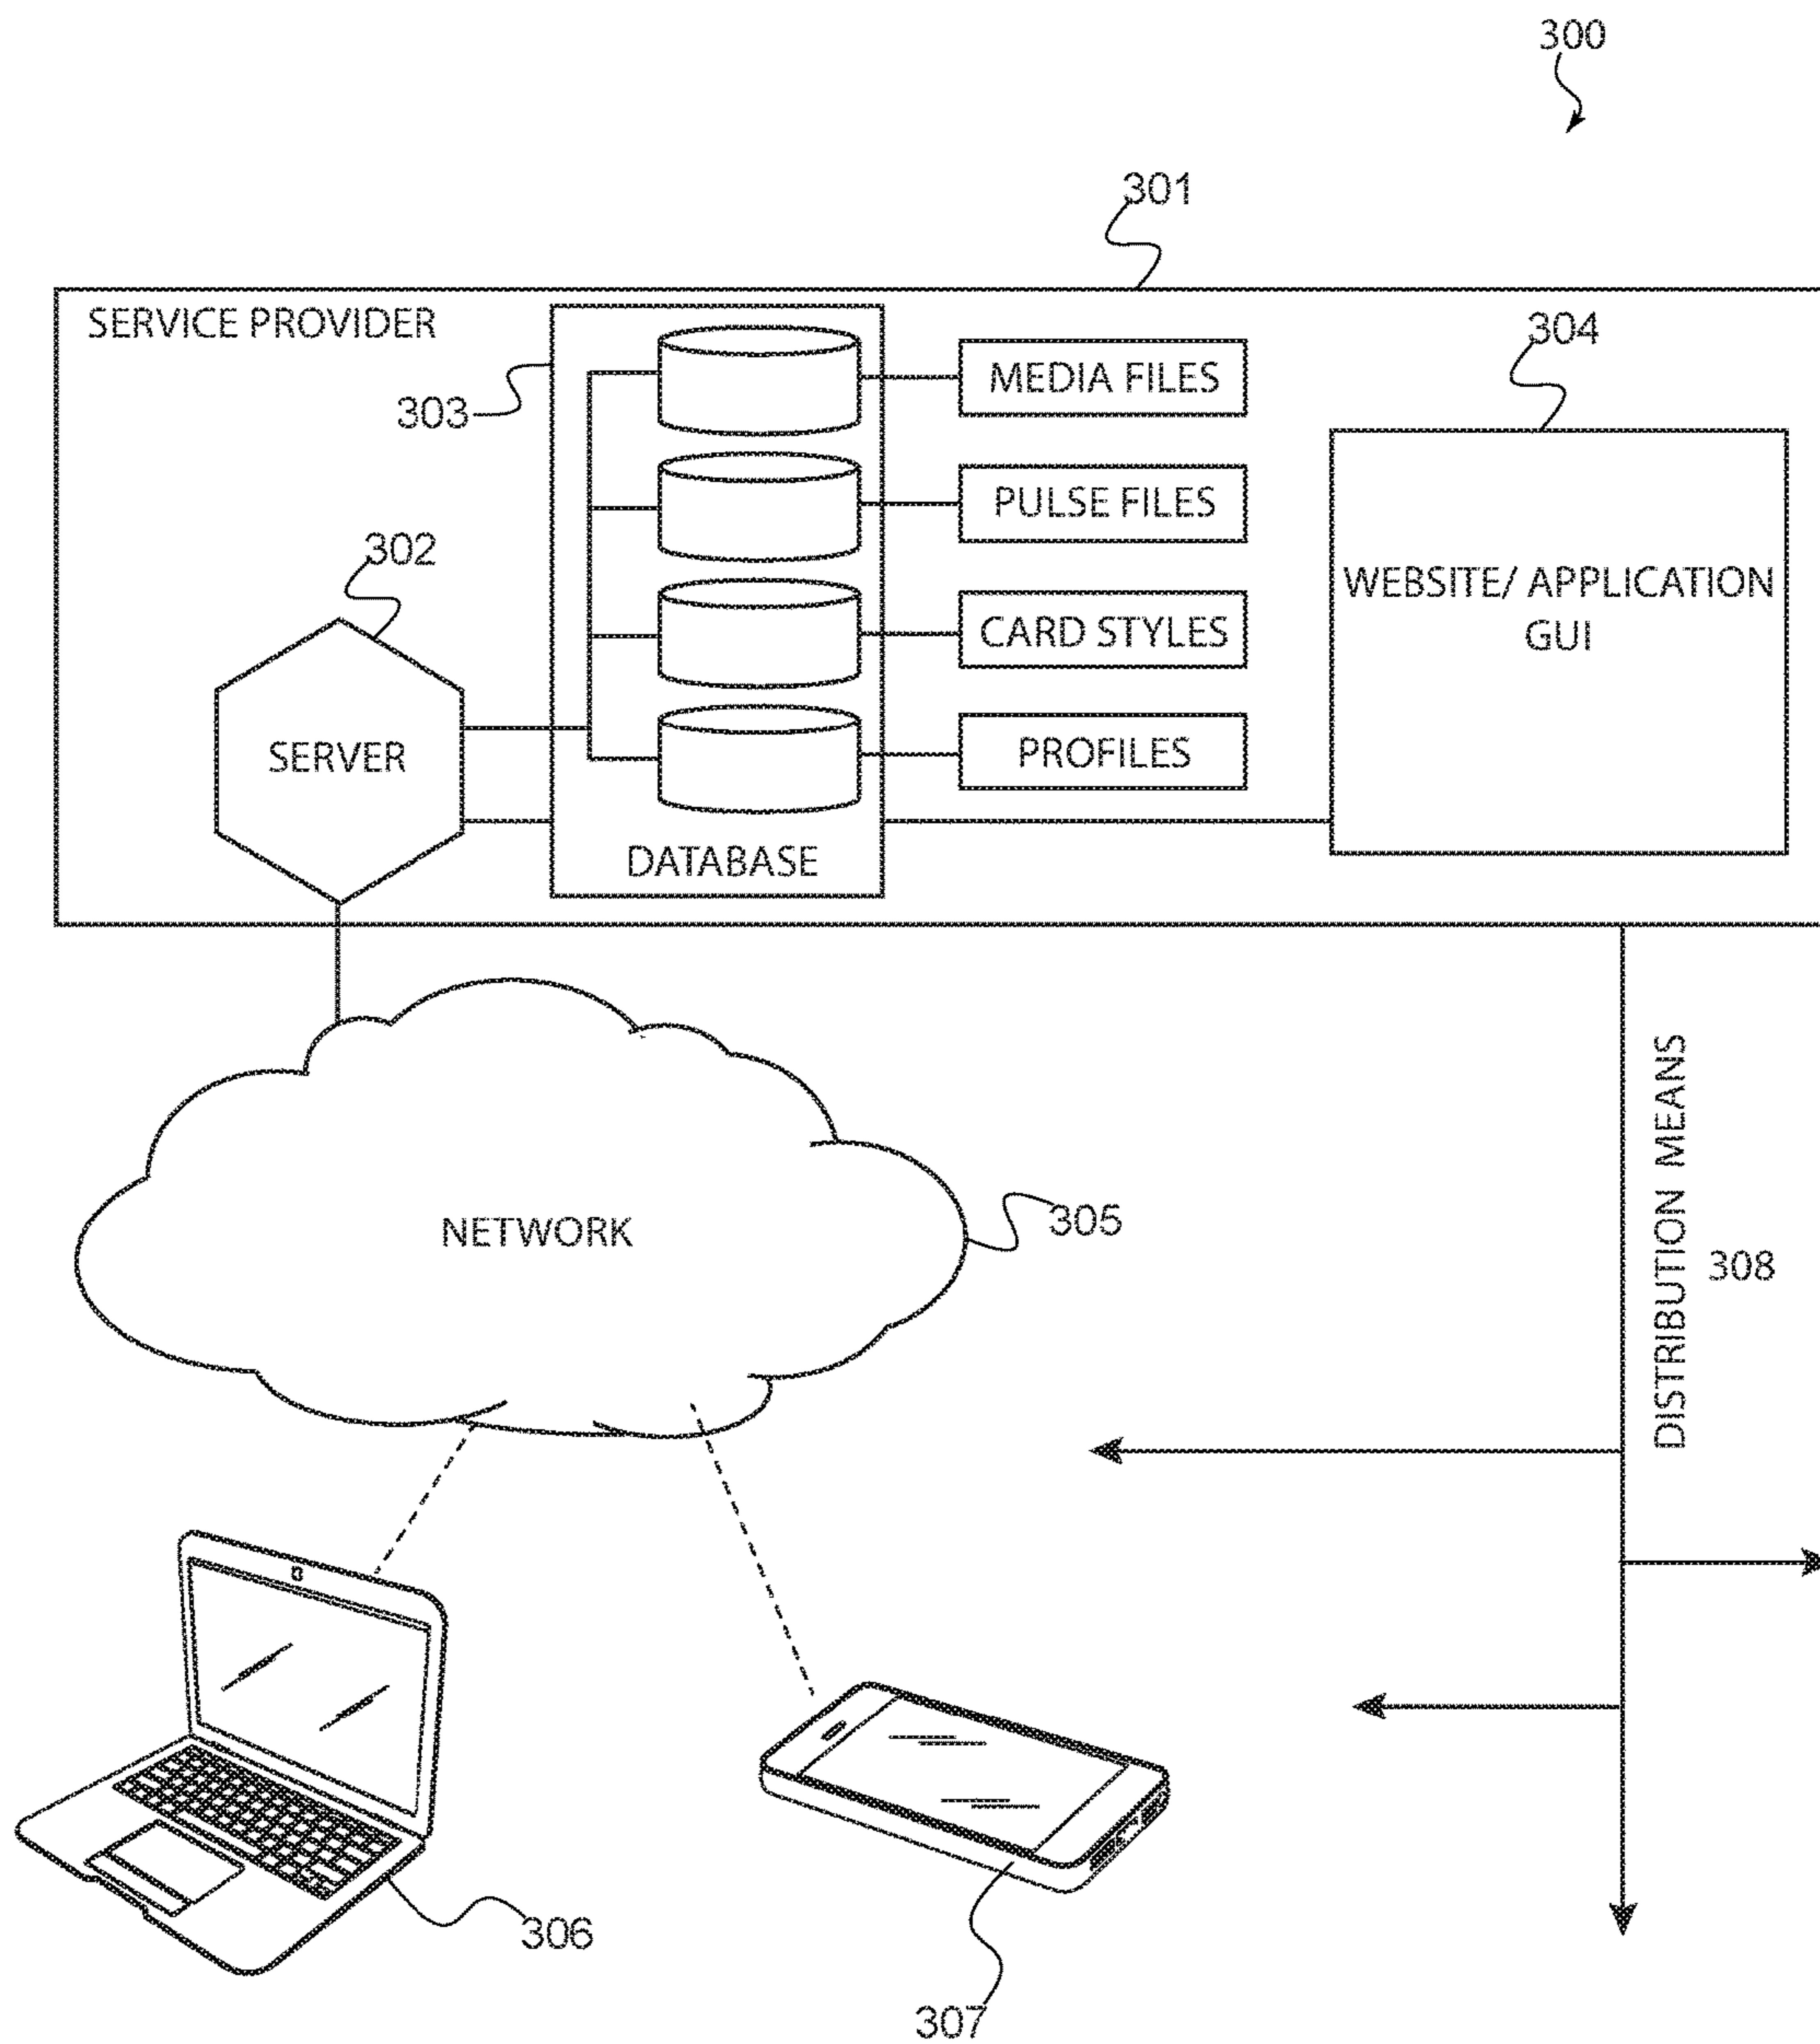 300
301
SERVICE PROVIDER
304
303
MEDIA FILES
PULSE FILES
302
WEBSITE/ APPLICATION
GUI
CARD STYLES
SERVER
PROFILES
DATABASE
NETWORK
305
DISTRIBUTION MEANS
308
306
307